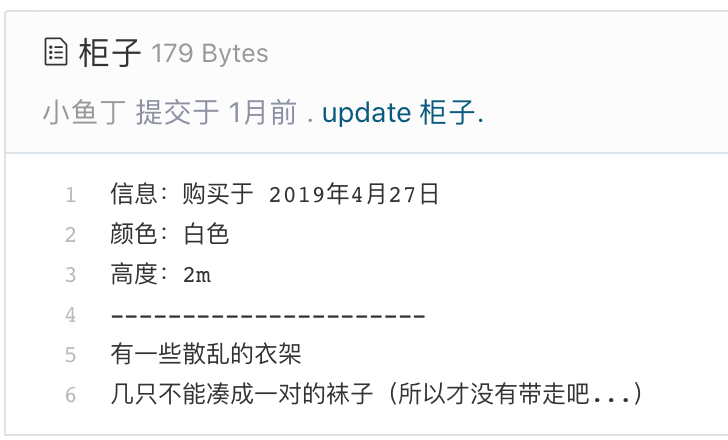 柜子 179 Bytes
小鱼丁 提交于 1月前 . update 柜子.
1 信息：购买于 2019年4月27日
2 颜色：白色
3 高度：2m
4 ----------------------
5 有一些散乱的衣架
6 几只不能凑成一对的袜子（所以才没有带走吧...）